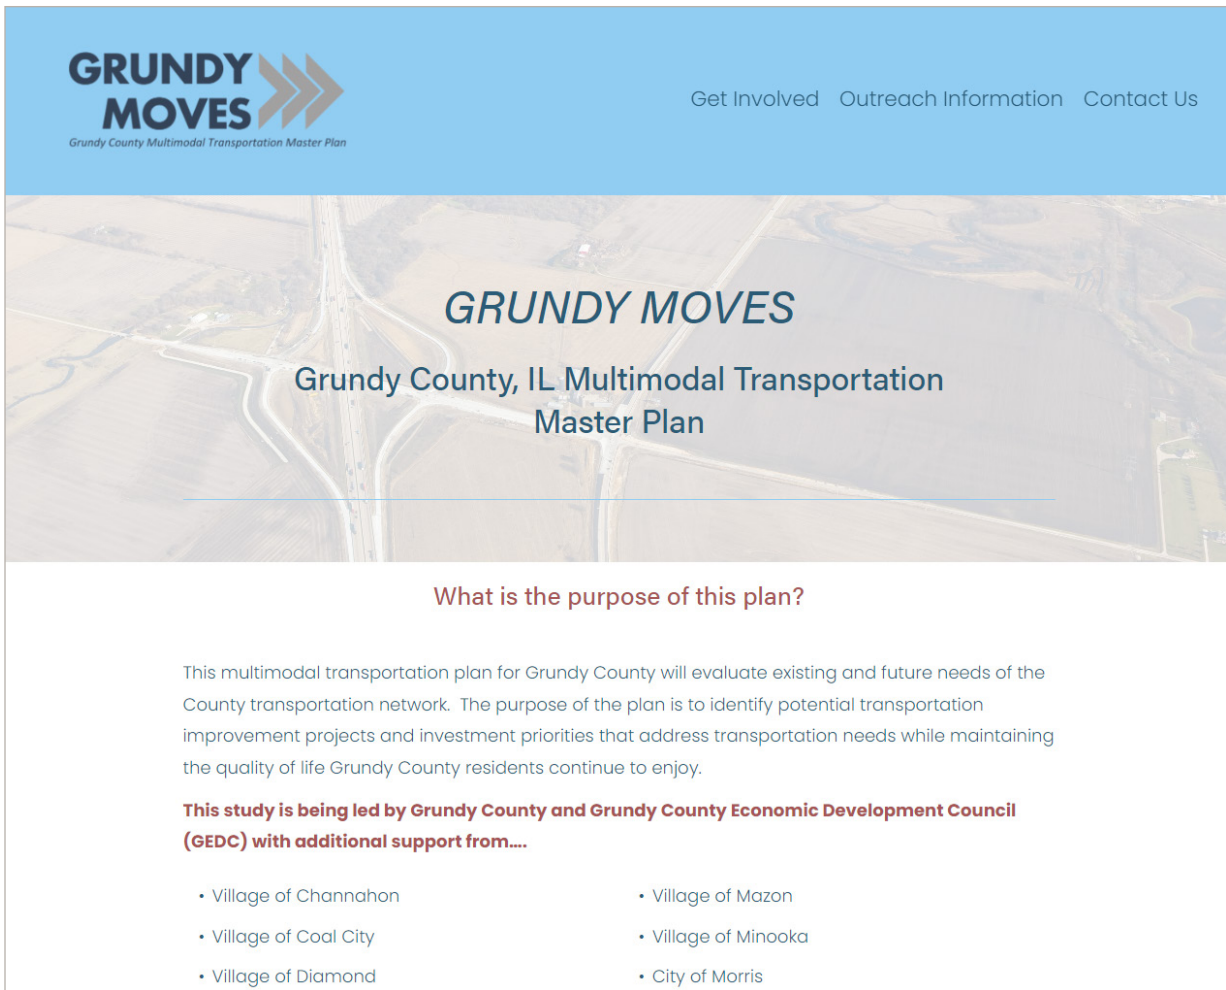 GRUNDY
MOVES
Grundy County Multimodal Transportation Master Plan
Get Involved Outreach Information Contact Us
GRUNDY MOVES
Grundy County, IL Multimodal Transportation
Master Plan
What is the purpose of this plan?
This multimodal transportation plan for Grundy County will evaluate existing and future needs of the
County transportation network.  The purpose of the plan is to identify potential transportation
improvement projects and investment priorities that address transportation needs while maintaining
the quality of life Grundy County residents continue to enjoy.
This study is being led by Grundy County and Grundy County Economic Development Council
(GEDC) with additional support from....
• Village of Channahon
• Village of Coal City
• Village of Diamond
• Village of Mazon
• Village of Minooka
• City of Morris